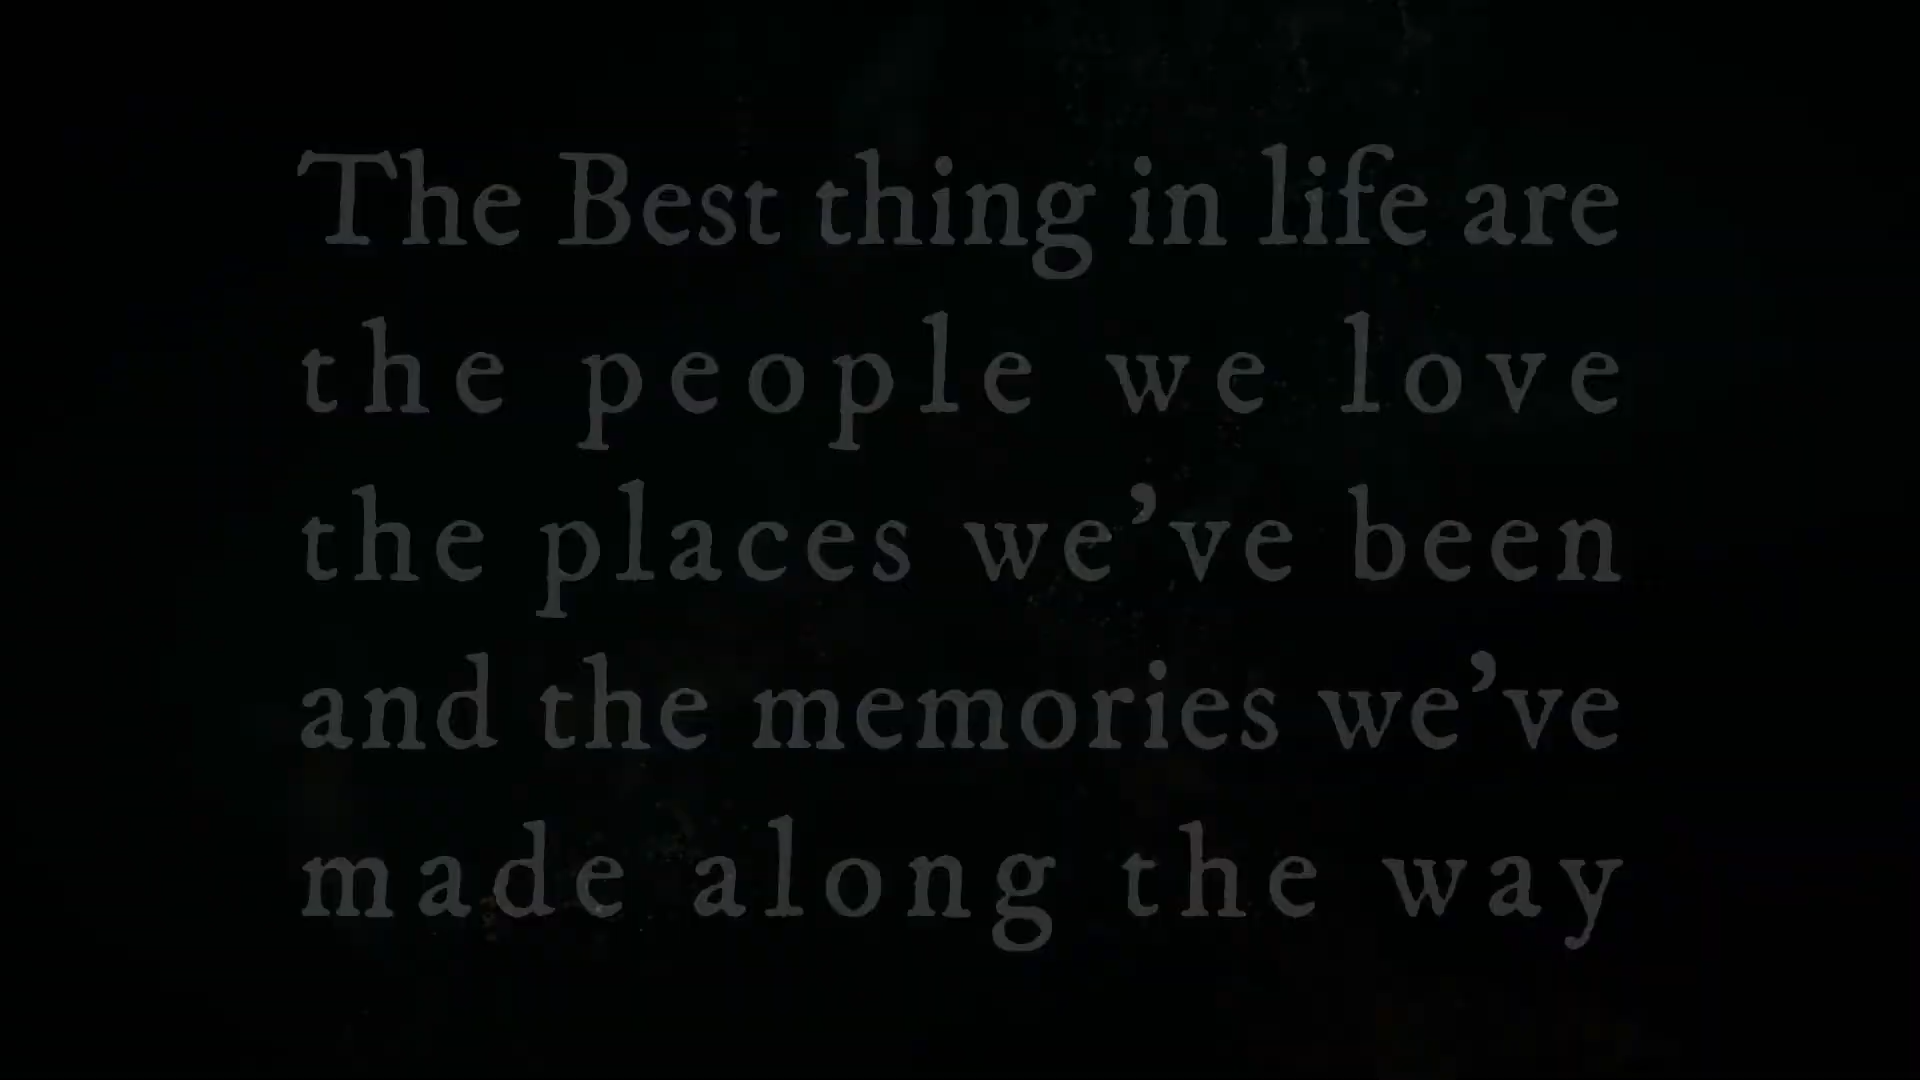 The Best thing in life are
the people we love
the places we've been
and the memories we've
made along the way